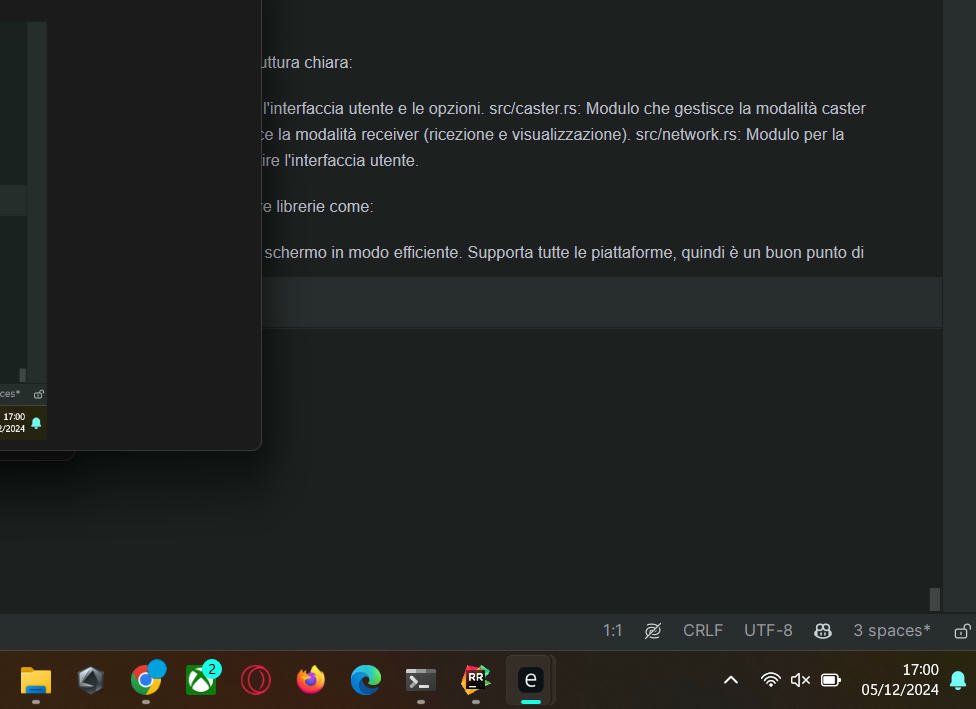 uttura chiara:
l'interfaccia utente e le opzioni. src/caster.rs: Modulo che gestisce la modalità caster
ce la modalità receiver (ricezione e visualizzazione). src/network.rs: Modulo per la
ire l'interfaccia utente.
re librerie come:
schermo in modo efficiente. Supporta tutte le piattaforme, quindi è un buon punto di
ces*
17:00
2/2024
1:1 CRLF UTF-8 3 spaces*
2
RR
e
17:00
05/12/2024